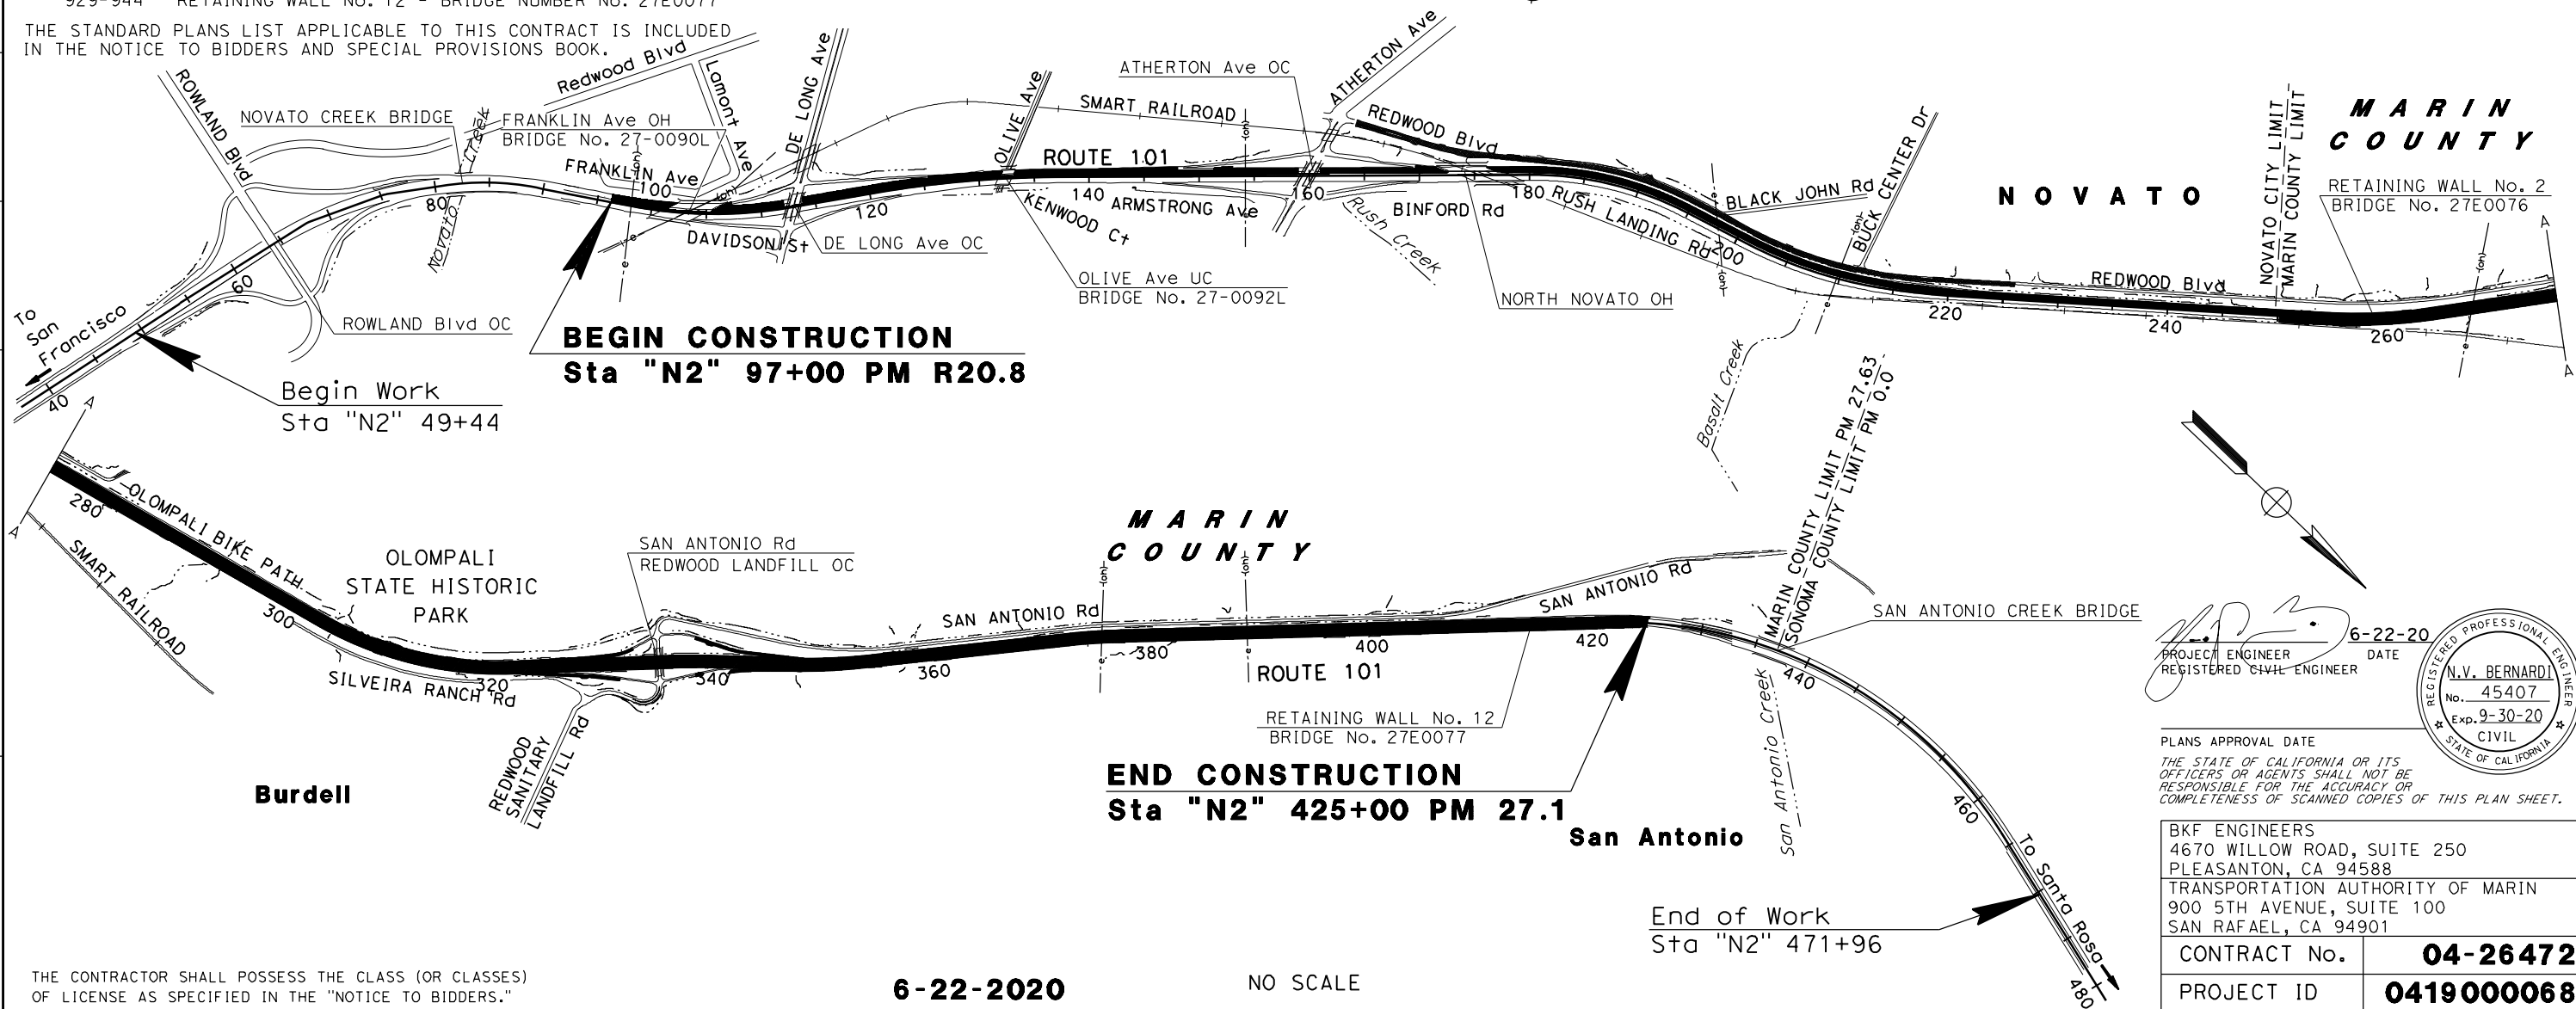 929-944 RETAINING WALL No. 12 - BRIDGE NUMBER No. 27E0077
THE STANDARD PLANS LIST APPLICABLE TO THIS CONTRACT IS INCLUDED
IN THE NOTICE TO BIDDERS AND SPECIAL PROVISIONS BOOK.
ROWLAND Blvd
NOVATO CREEK BRIDGE
Novato Creek
Redwood Blvd
FRANKLIN Ave OH
BRIDGE No. 27-0090L
Lamont Ave
DE LONG AVE
FRANKLIN Ave
OLIVE Ave
SMART RAILROAD
ATHERTON Ave OC
ATHERTON Ave
REDWOOD Blvd
ROUTE 101
40
60
80
100
120
140
160
180
200
220
240
260
KENWOOD Ct
ARMSTRONG Ave
Rush Creek
BINFORD Rd
RUSH LANDING Rd
BLACK JOHN Rd
BUCK CENTER Dr
NOVATO
NOVATO CITY LIMIT
MARIN COUNTY LIMIT
MARIN
COUNTY
RETAINING WALL No. 2
BRIDGE No. 27E0076
A
A
REDWOOD Blvd
DAVIDSON St
DE LONG Ave OC
OLIVE Ave UC
BRIDGE No. 27-0092L
NORTH NOVATO OH
Basalt Creek
To
San
Francisco
ROWLAND Blvd OC
BEGIN CONSTRUCTION
Sta "N2" 97+00 PM R20.8
Begin Work
Sta "N2" 49+44
A
A
280
300
320
340
360
380
400
420
440
460
480
OLOMPALI BIKE PATH
SMART RAILROAD
OLOMPALI
STATE HISTORIC
PARK
SILVEIRA RANCH Rd
SAN ANTONIO Rd
REDWOOD LANDFILL OC
REDWOOD
SANITARY
LANDFILL Rd
Burdell
SAN ANTONIO Rd
MARIN
COUNTY
ROUTE 101
RETAINING WALL No. 12
BRIDGE No. 27E0077
SAN ANTONIO Rd
MARIN COUNTY LIMIT PM 27.63
SONOMA COUNTY LIMIT PM 0.0
SAN ANTONIO CREEK BRIDGE
San Antonio Creek
END CONSTRUCTION
Sta "N2" 425+00 PM 27.1
San Antonio
End of Work
Sta "N2" 471+96
To Santa Rosa
6-22-20
PROJECT ENGINEER DATE
REGISTERED CIVIL ENGINEER
REGISTERED PROFESSIONAL ENGINEER
N.V. BERNARDI
No. 45407
Exp. 9-30-20
CIVIL
STATE OF CALIFORNIA
PLANS APPROVAL DATE
THE STATE OF CALIFORNIA OR ITS
OFFICERS OR AGENTS SHALL NOT BE
RESPONSIBLE FOR THE ACCURACY OR
COMPLETENESS OF SCANNED COPIES OF THIS PLAN SHEET.
BKF ENGINEERS
4670 WILLOW ROAD, SUITE 250
PLEASANTON, CA 94588
TRANSPORTATION AUTHORITY OF MARIN
900 5TH AVENUE, SUITE 100
SAN RAFAEL, CA 94901
CONTRACT No. 04-26472
PROJECT ID 0419000068
THE CONTRACTOR SHALL POSSESS THE CLASS (OR CLASSES)
OF LICENSE AS SPECIFIED IN THE "NOTICE TO BIDDERS."
6-22-2020
NO SCALE